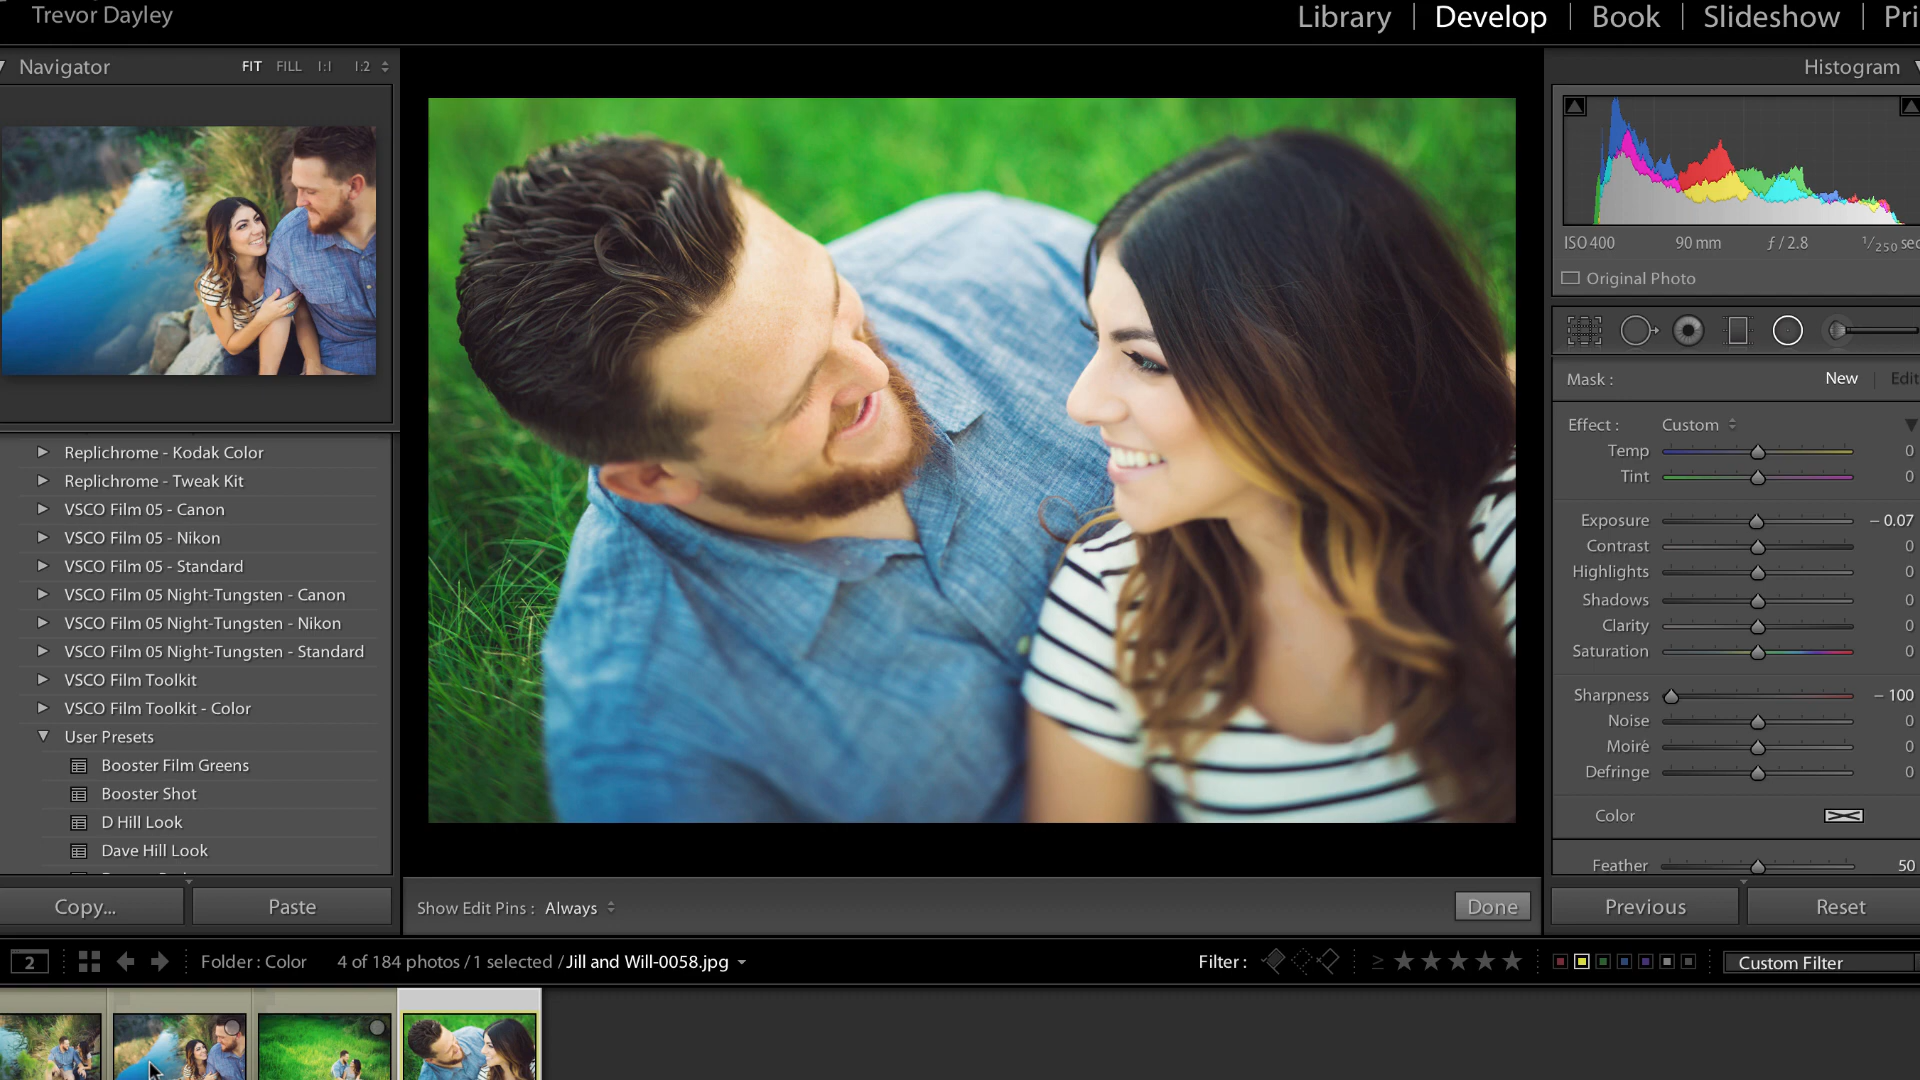 Trevor Dayley
Library | Develop | Book | Slideshow |
Navigator FIT FILL 1:1 1:2
Replichrome - Kodak Color
Replichrome - Tweak Kit
VSCO Film 05 - Canon
VSCO Film 05 - Nikon
VSCO Film 05 - Standard
VSCO Film 05 Night-Tungsten - Canon
VSCO Film 05 Night-Tungsten - Nikon
VSCO Film 05 Night-Tungsten - Standard
VSCO Film Toolkit
VSCO Film Toolkit - Color
User Presets
Booster Film Greens
Booster Shot
D Hill Look
Dave Hill Look
Copy... Paste
Show Edit Pins : Always Done
Histogram
ISO 400 90 mm ƒ / 2.8 1/250 sec
Original Photo
Mask : New | Edit
Effect : Custom
Temp 0
Tint 0
Exposure – 0.07
Contrast 0
Highlights 0
Shadows 0
Clarity 0
Saturation 0
Sharpness – 100
Noise 0
Moiré 0
Defringe 0
Color
Feather 50
Previous Reset
2 Folder : Color 4 of 184 photos / 1 selected / Jill and Will-0058.jpg Filter : ≥ ★★★★★ Custom Filter